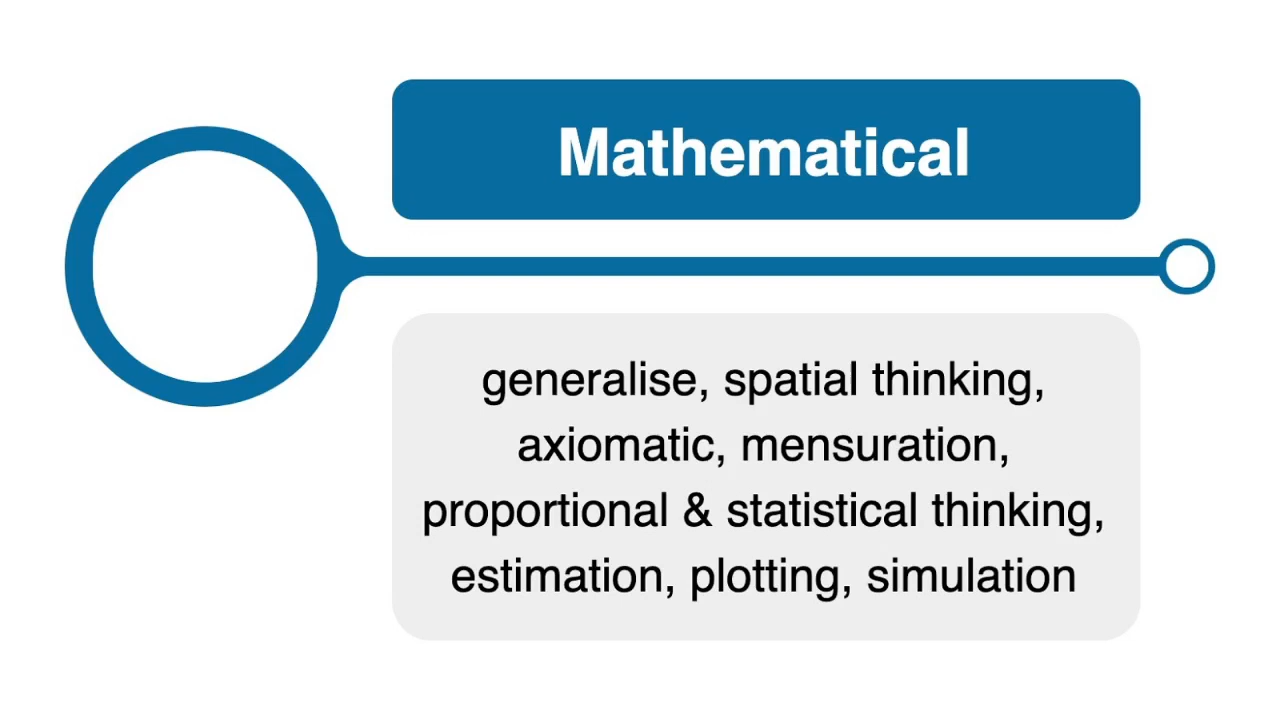 Mathematical
generalise, spatial thinking,
axiomatic, mensuration,
proportional & statistical thinking,
estimation, plotting, simulation